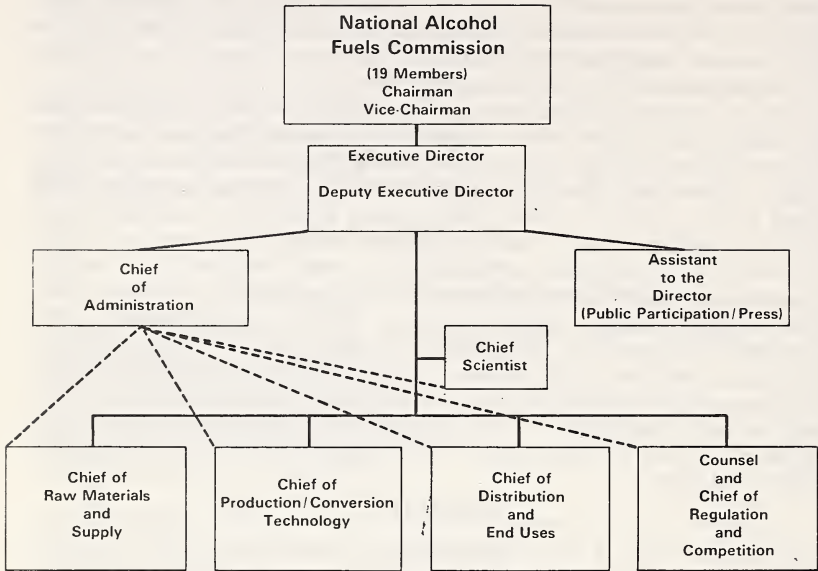 National Alcohol
Fuels Commission
(19 Members)
Chairman
Vice-Chairman
Executive Director
Deputy Executive Director
Chief
of
Administration
Assistant
to the
Director
(Public Participation/Press)
Chief
Scientist
Chief of
Raw Materials
and
Supply
Chief of
Production/Conversion
Technology
Chief of
Distribution
and
End Uses
Counsel
and
Chief of
Regulation
and
Competition